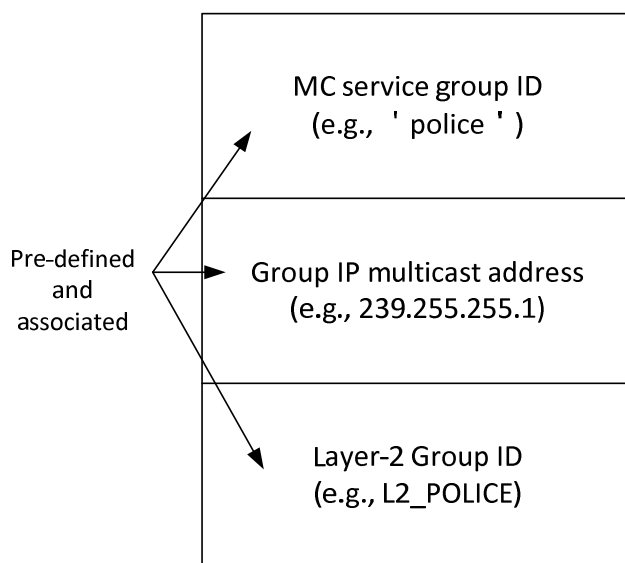 MC service group ID
(e.g., ' police ' )
Pre-defined
and
associated
Group IP multicast address
(e.g., 239.255.255.1)
Layer-2 Group ID
(e.g., L2_POLICE)